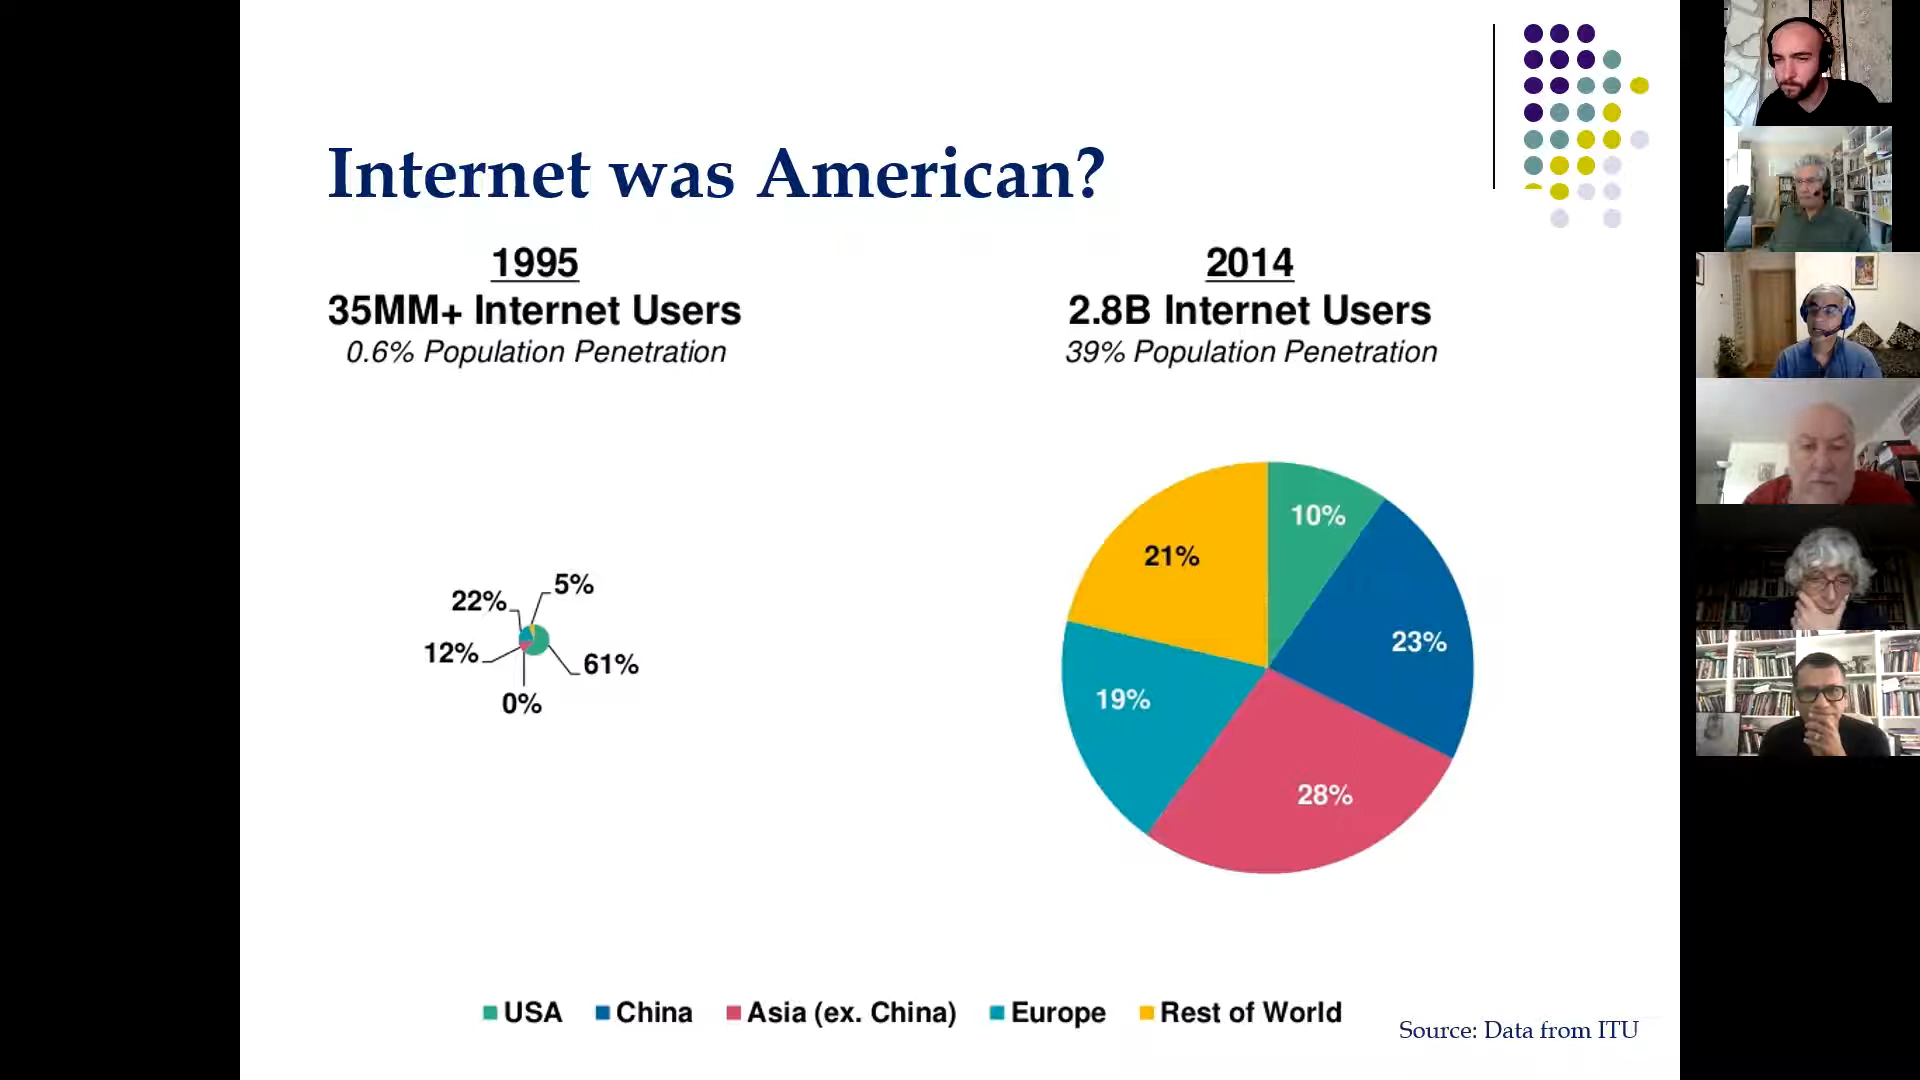 Internet was American?
1995
35MM+ Internet Users
0.6% Population Penetration
2014
2.8B Internet Users
39% Population Penetration
5%
22%
12%
61%
0%
10%
21%
23%
19%
28%
USA
China
Asia (ex. China)
Europe
Rest of World
Source: Data from ITU